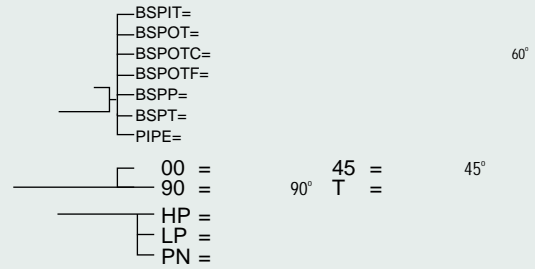 BSPIT=
BSPOT=
BSPOTC= 60°
BSPOTF=
BSPP=
BSPT=
PIPE=
00 = 45 = 45°
90 = 90° T =
HP =
LP =
PN =